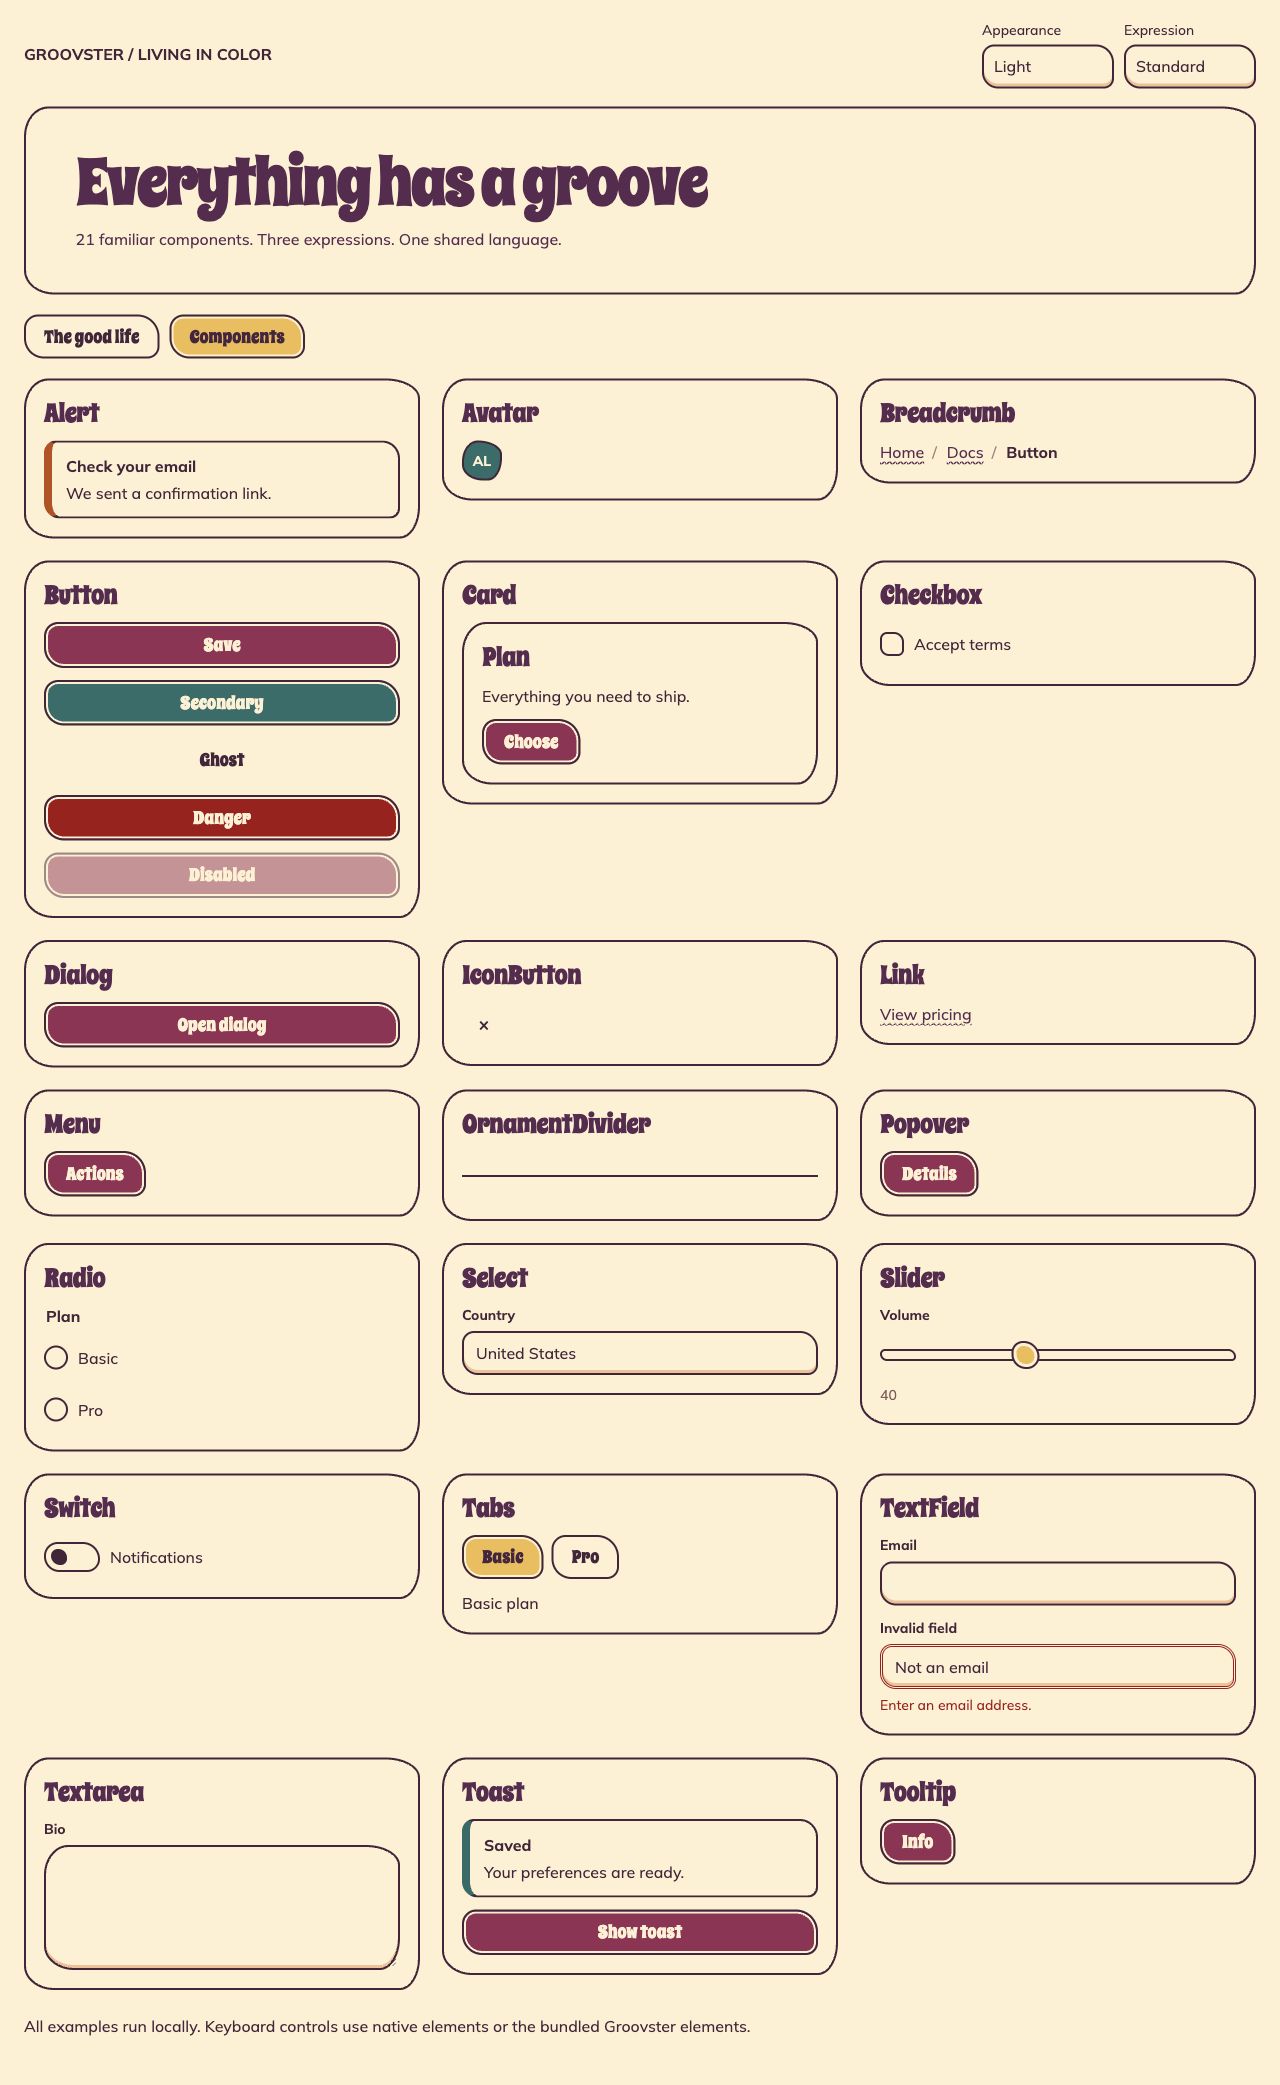 GROOVSTER / LIVING IN COLOR
Appearance
Expression
Light
Standard
Everything has a groove
21 familiar components. Three expressions. One shared language.
The good life
Components
Alert
Check your email
We sent a confirmation link.
Avatar
AL
Breadcrumb
Home / Docs / Button
Button
Save
Secondary
Ghost
Danger
Disabled
Card
Plan
Everything you need to ship.
Choose
Checkbox
Accept terms
Dialog
Open dialog
IconButton
×
Link
View pricing
Menu
Actions
OrnamentDivider
Popover
Details
Radio
Plan
Basic
Pro
Select
Country
United States
Slider
Volume
40
Switch
Notifications
Tabs
Basic
Pro
Basic plan
TextField
Email
Invalid field
Not an email
Enter an email address.
Textarea
Bio
Toast
Saved
Your preferences are ready.
Show toast
Tooltip
Info
All examples run locally. Keyboard controls use native elements or the bundled Groovster elements.